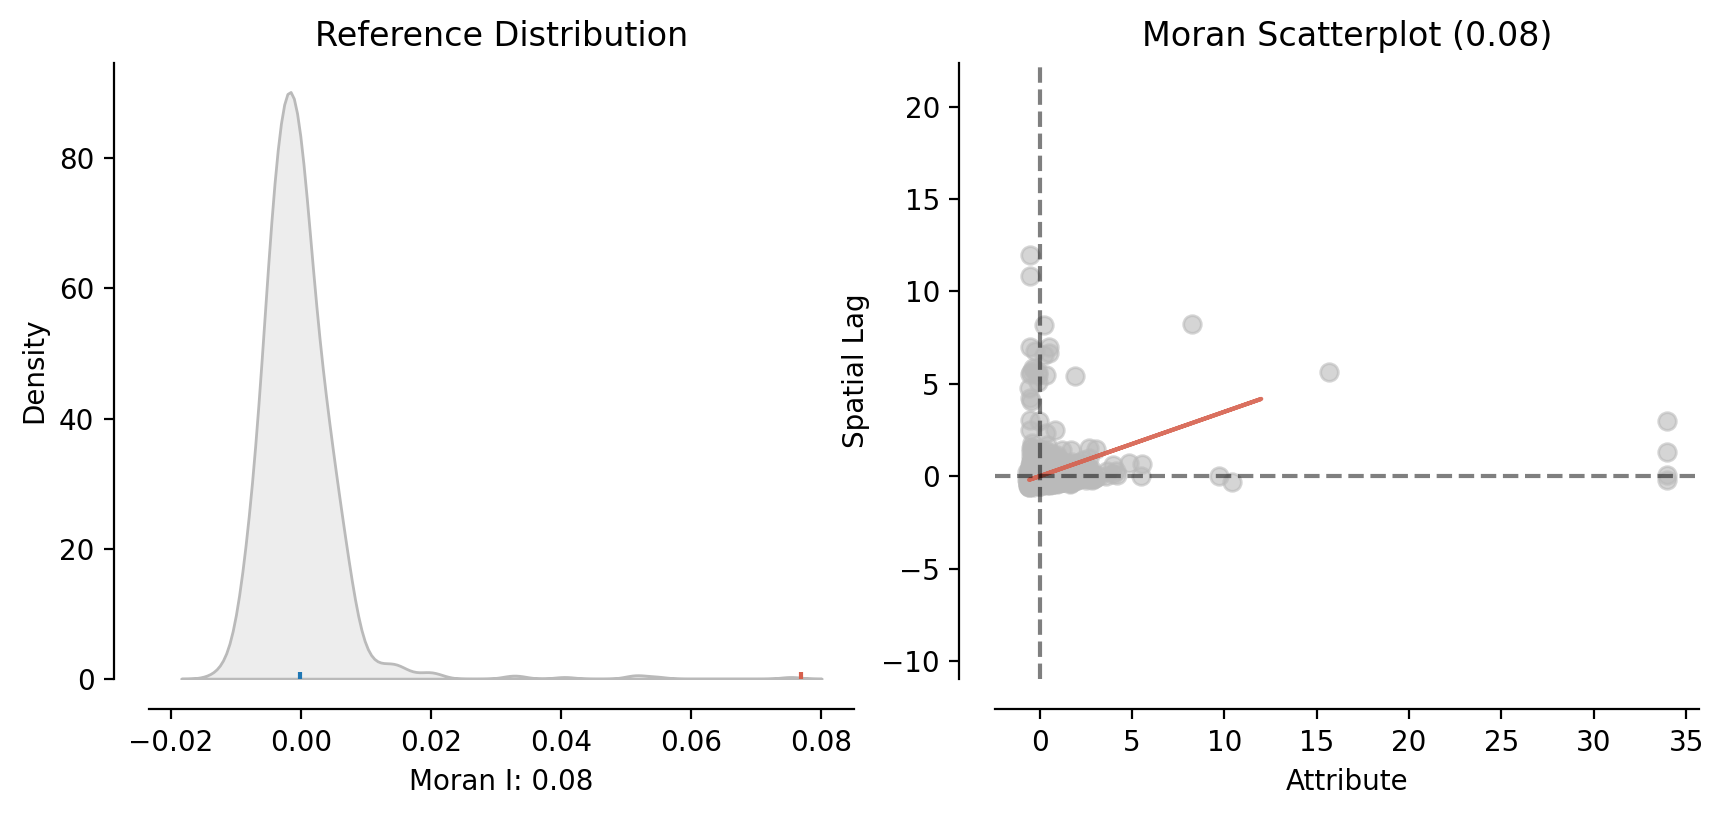 Reference Distribution
Density
80
60
40
20
0
−0.02 0.00 0.02 0.04 0.06 0.08
Moran I: 0.08
Moran Scatterplot (0.08)
Spatial Lag
20
15
10
5
0
−5
−10
0 5 10 15 20 25 30 35
Attribute